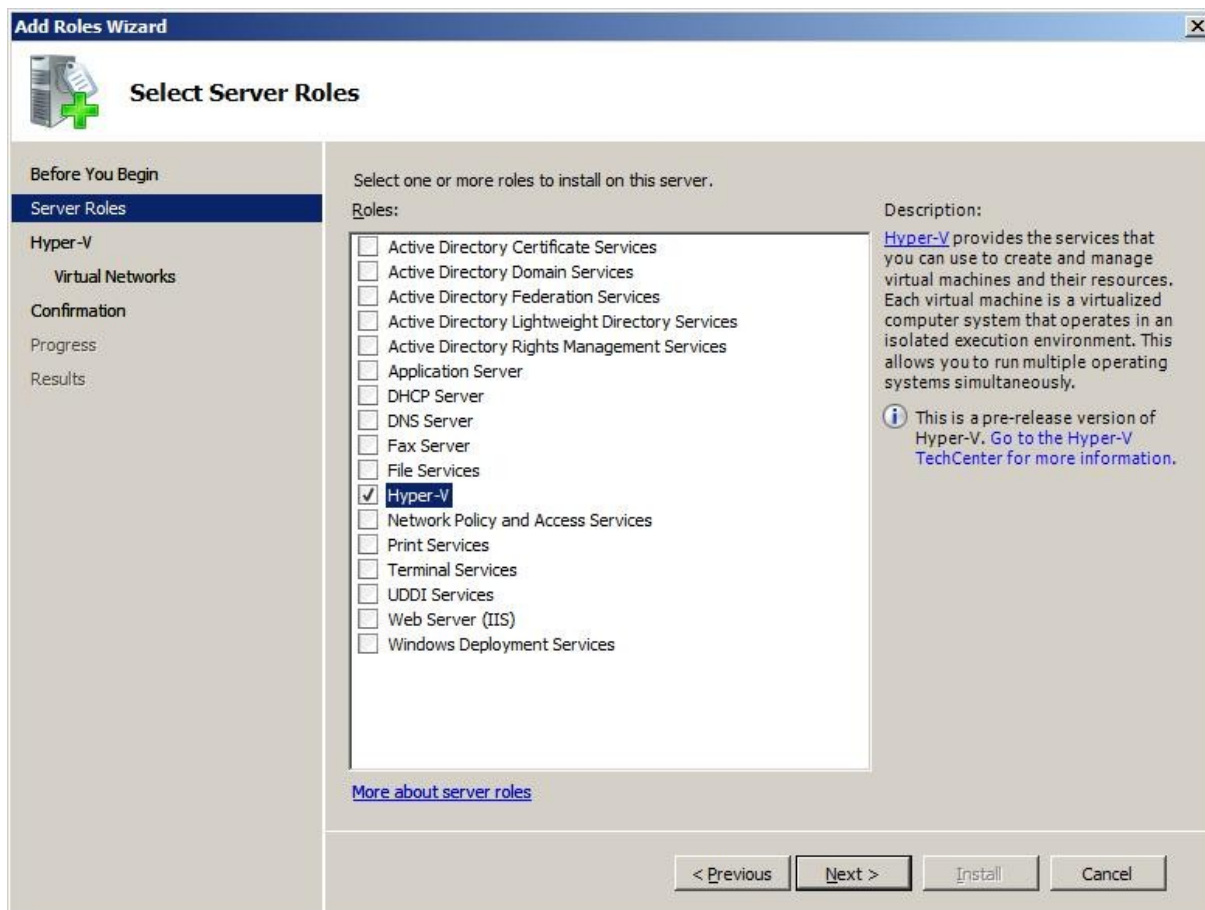 Add Roles Wizard
Select Server Roles
Before You Begin
Server Roles
Hyper-V
Virtual Networks
Confirmation
Progress
Results
Select one or more roles to install on this server.
Roles:
Active Directory Certificate Services
Active Directory Domain Services
Active Directory Federation Services
Active Directory Lightweight Directory Services
Active Directory Rights Management Services
Application Server
DHCP Server
DNS Server
Fax Server
File Services
Hyper-V
Network Policy and Access Services
Print Services
Terminal Services
UDDI Services
Web Server (IIS)
Windows Deployment Services
More about server roles
Description:
Hyper-V provides the services that
you can use to create and manage
virtual machines and their resources.
Each virtual machine is a virtualized
computer system that operates in an
isolated execution environment. This
allows you to run multiple operating
systems simultaneously.
This is a pre-release version of
Hyper-V. Go to the Hyper-V
TechCenter for more information.
< Previous
Next >
Install
Cancel